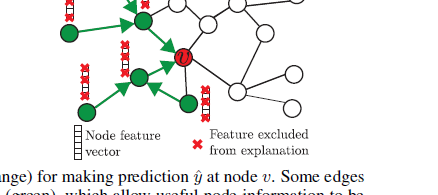 v
Node feature
vector
Feature excluded
from explanation
ange) for making prediction ŷ at node v. Some edges
(green), which allow useful node information to be